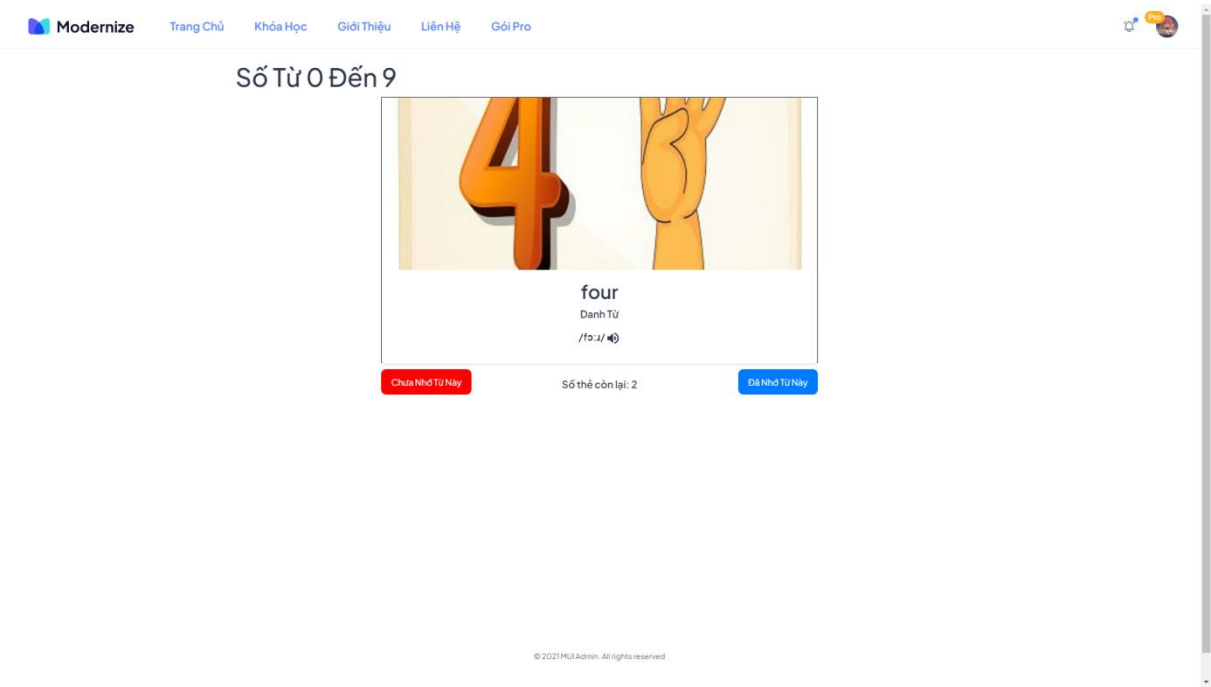 Modernize
Trang Chủ Khóa Học Giới Thiệu Liên Hệ Gói Pro
Pro
Số Từ 0 Đến 9
4
four
Danh Từ
/fɔːɹ/
Chưa Nhớ Từ Này Số thẻ còn lại: 2 Đã Nhớ Từ Này
© 2021 MUI Admin. All rights reserved